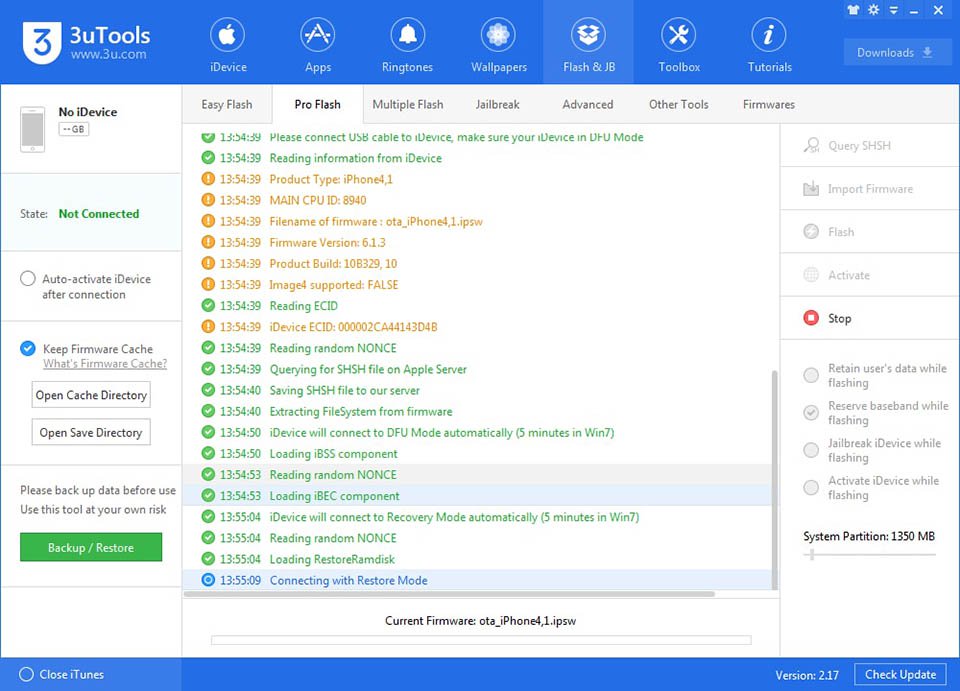 3
3uTools
www.3u.com
iDevice
Apps
Ringtones
Wallpapers
Flash & JB
Toolbox
Tutorials
Downloads
No iDevice
-- GB
State: Not Connected
Auto-activate iDevice
after connection
Keep Firmware Cache
What's Firmware Cache?
Open Cache Directory
Open Save Directory
Please back up data before use
Use this tool at your own risk
Backup / Restore
Easy Flash
Pro Flash
Multiple Flash
Jailbreak
Advanced
Other Tools
Firmwares
13:54:39 Please connect USB cable to iDevice, make sure your iDevice in DFU Mode
13:54:39 Reading information from iDevice
13:54:39 Product Type: iPhone4,1
13:54:39 MAIN CPU ID: 8940
13:54:39 Filename of firmware : ota_iPhone4,1.ipsw
13:54:39 Firmware Version: 6.1.3
13:54:39 Product Build: 10B329, 10
13:54:39 Image4 supported: FALSE
13:54:39 Reading ECID
13:54:39 iDevice ECID: 000002CA44143D4B
13:54:39 Reading random NONCE
13:54:39 Querying for SHSH file on Apple Server
13:54:40 Saving SHSH file to our server
13:54:40 Extracting FileSystem from firmware
13:54:50 iDevice will connect to DFU Mode automatically (5 minutes in Win7)
13:54:50 Loading iBSS component
13:54:53 Reading random NONCE
13:54:53 Loading iBEC component
13:55:04 iDevice will connect to Recovery Mode automatically (5 minutes in Win7)
13:55:04 Reading random NONCE
13:55:04 Loading RestoreRamdisk
13:55:09 Connecting with Restore Mode
Current Firmware: ota_iPhone4,1.ipsw
Query SHSH
Import Firmware
Flash
Activate
Stop
Retain user's data while
flashing
Reserve baseband while
flashing
Jailbreak iDevice while
flashing
Activate iDevice while
flashing
System Partition: 1350 MB
Close iTunes
Version: 2.17
Check Update